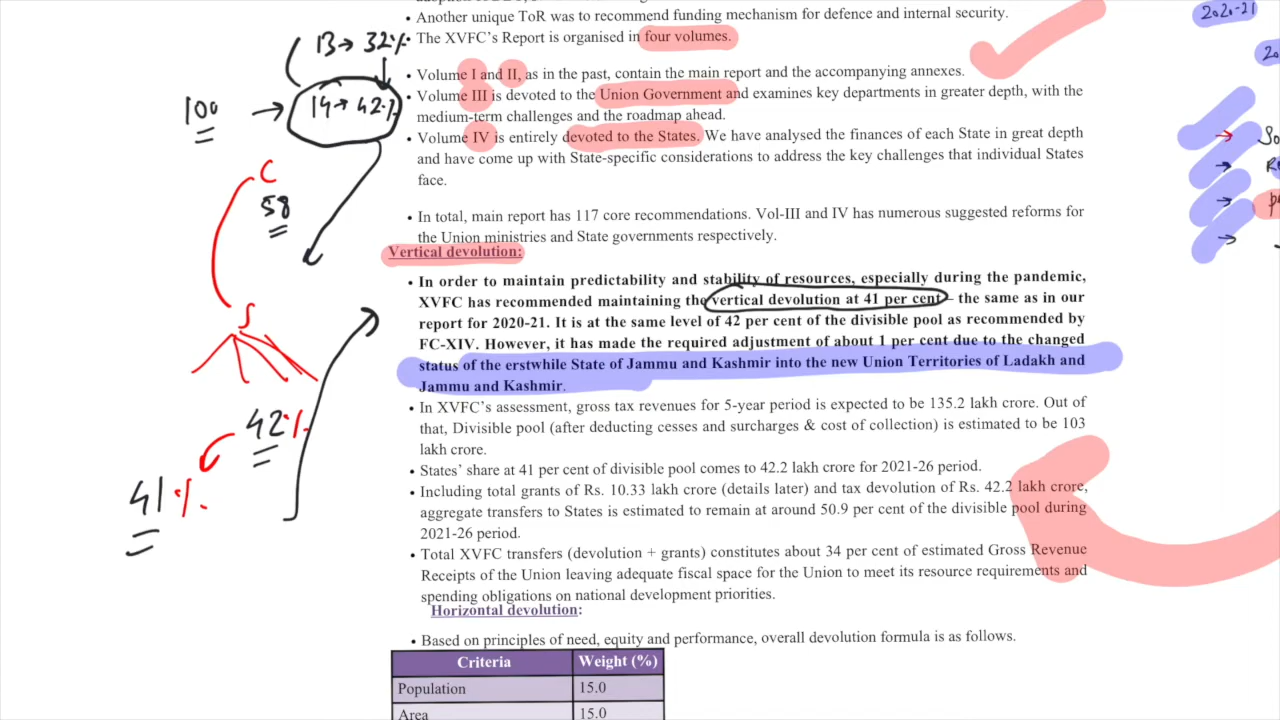 • Another unique ToR was to recommend funding mechanism for defence and internal security.
• The XVFC's Report is organised in four volumes.
• Volume I and II, as in the past, contain the main report and the accompanying annexes.
• Volume III is devoted to the Union Government and examines key departments in greater depth, with the
medium-term challenges and the roadmap ahead.
• Volume IV is entirely devoted to the States. We have analysed the finances of each State in great depth
and have come up with State-specific considerations to address the key challenges that individual States
face.
• In total, main report has 117 core recommendations. Vol-III and IV has numerous suggested reforms for
the Union ministries and State governments respectively.
Vertical devolution:
• In order to maintain predictability and stability of resources, especially during the pandemic,
XVFC has recommended maintaining the vertical devolution at 41 per cent – the same as in our
report for 2020-21. It is at the same level of 42 per cent of the divisible pool as recommended by
FC-XIV. However, it has made the required adjustment of about 1 per cent due to the changed
status of the erstwhile State of Jammu and Kashmir into the new Union Territories of Ladakh and
Jammu and Kashmir.
• In XVFC's assessment, gross tax revenues for 5-year period is expected to be 135.2 lakh crore. Out of
that, Divisible pool (after deducting cesses and surcharges & cost of collection) is estimated to be 103
lakh crore.
• States' share at 41 per cent of divisible pool comes to 42.2 lakh crore for 2021-26 period.
• Including total grants of Rs. 10.33 lakh crore (details later) and tax devolution of Rs. 42.2 lakh crore,
aggregate transfers to States is estimated to remain at around 50.9 per cent of the divisible pool during
2021-26 period.
• Total XVFC transfers (devolution + grants) constitutes about 34 per cent of estimated Gross Revenue
Receipts of the Union leaving adequate fiscal space for the Union to meet its resource requirements and
spending obligations on national development priorities.
Horizontal devolution:
• Based on principles of need, equity and performance, overall devolution formula is as follows.
Criteria Weight (%)
Population 15.0
Area 15.0
13 → 32%
100 → 14 → 42%
C
58
S
42%
41%
2020-21